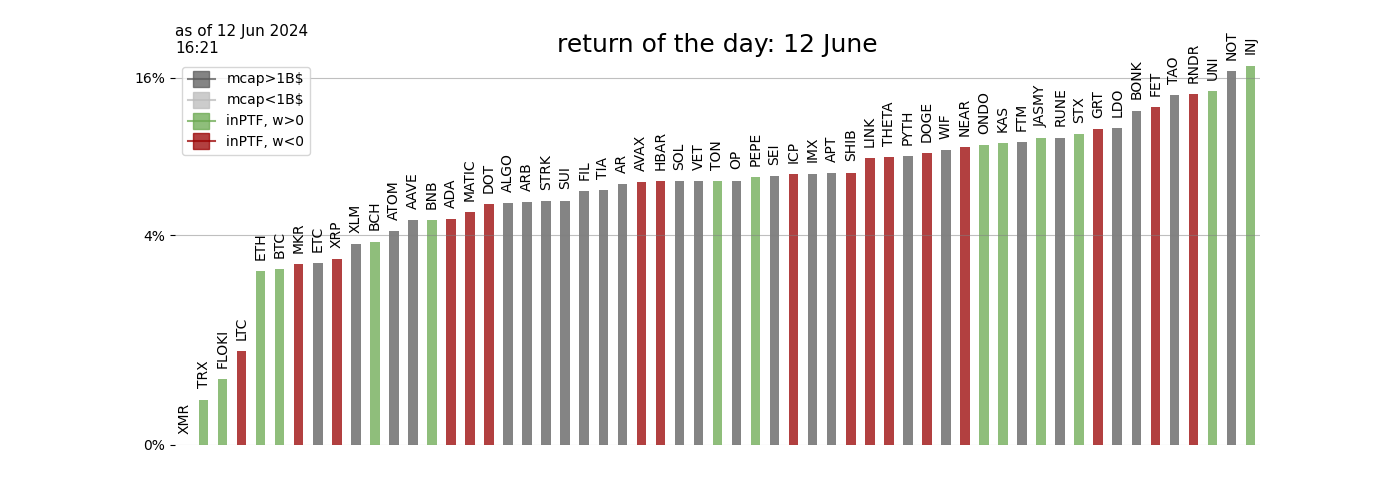 as of 12 Jun 2024
16:21
return of the day: 12 June
mcap>1B$
mcap<1B$
inPTF, w>0
inPTF, w<0
16%
4%
0%
XMR
TRX
FLOKI
LTC
ETH
BTC
MKR
ETC
XRP
XLM
BCH
ATOM
AAVE
BNB
ADA
MATIC
DOT
ALGO
ARB
STRK
SUI
FIL
TIA
AR
AVAX
HBAR
SOL
VET
TON
OP
PEPE
SEI
ICP
IMX
APT
SHIB
LINK
THETA
PYTH
DOGE
WIF
NEAR
ONDO
KAS
FTM
JASMY
RUNE
STX
GRT
LDO
BONK
FET
TAO
RNDR
UNI
NOT
INJ